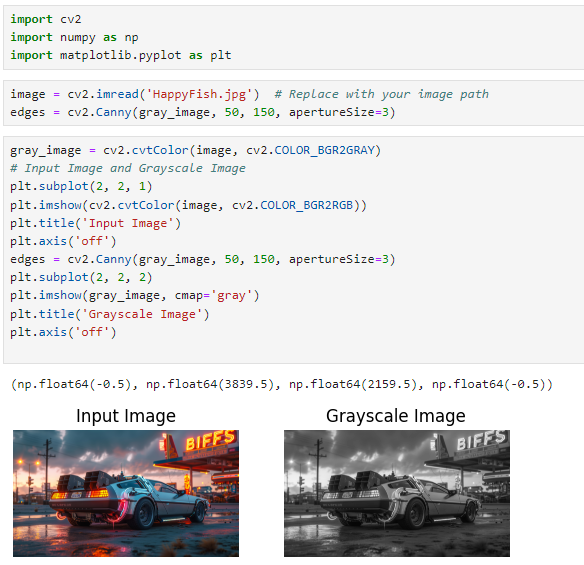 import cv2
import numpy as np
import matplotlib.pyplot as plt
image = cv2.imread('HappyFish.jpg')  # Replace with your image path
edges = cv2.Canny(gray_image, 50, 150, apertureSize=3)
gray_image = cv2.cvtColor(image, cv2.COLOR_BGR2GRAY)
# Input Image and Grayscale Image
plt.subplot(2, 2, 1)
plt.imshow(cv2.cvtColor(image, cv2.COLOR_BGR2RGB))
plt.title('Input Image')
plt.axis('off')
edges = cv2.Canny(gray_image, 50, 150, apertureSize=3)
plt.subplot(2, 2, 2)
plt.imshow(gray_image, cmap='gray')
plt.title('Grayscale Image')
plt.axis('off')
(np.float64(-0.5), np.float64(3839.5), np.float64(2159.5), np.float64(-0.5))
Input Image
Grayscale Image
BIFFS
BIFFS